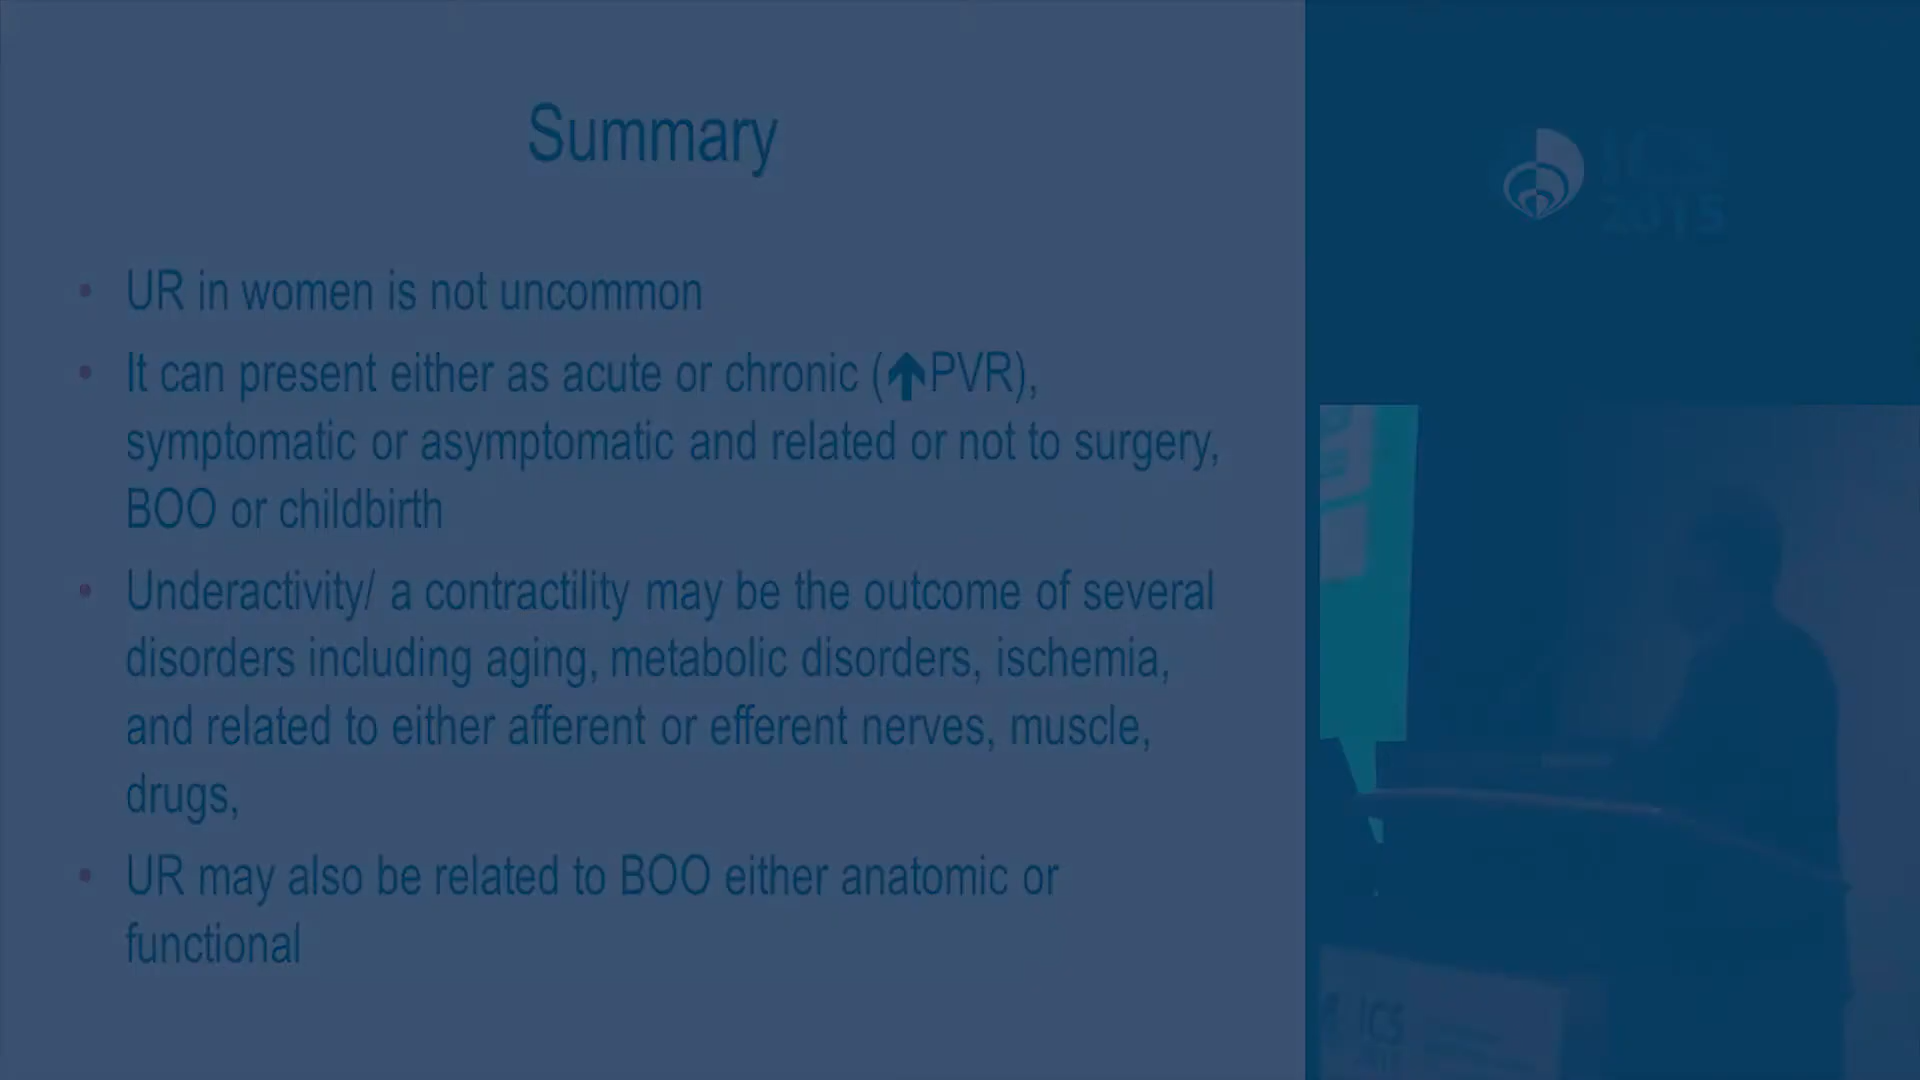 Summary
• UR in women is not uncommon
• It can present either as acute or chronic (⬆PVR),
symptomatic or asymptomatic and related or not to surgery,
BOO or childbirth
• Underactivity/ a contractility may be the outcome of several
disorders including aging, metabolic disorders, ischemia,
and related to either afferent or efferent nerves, muscle,
drugs,
• UR may also be related to BOO either anatomic or
functional
ICS
2015
ICS